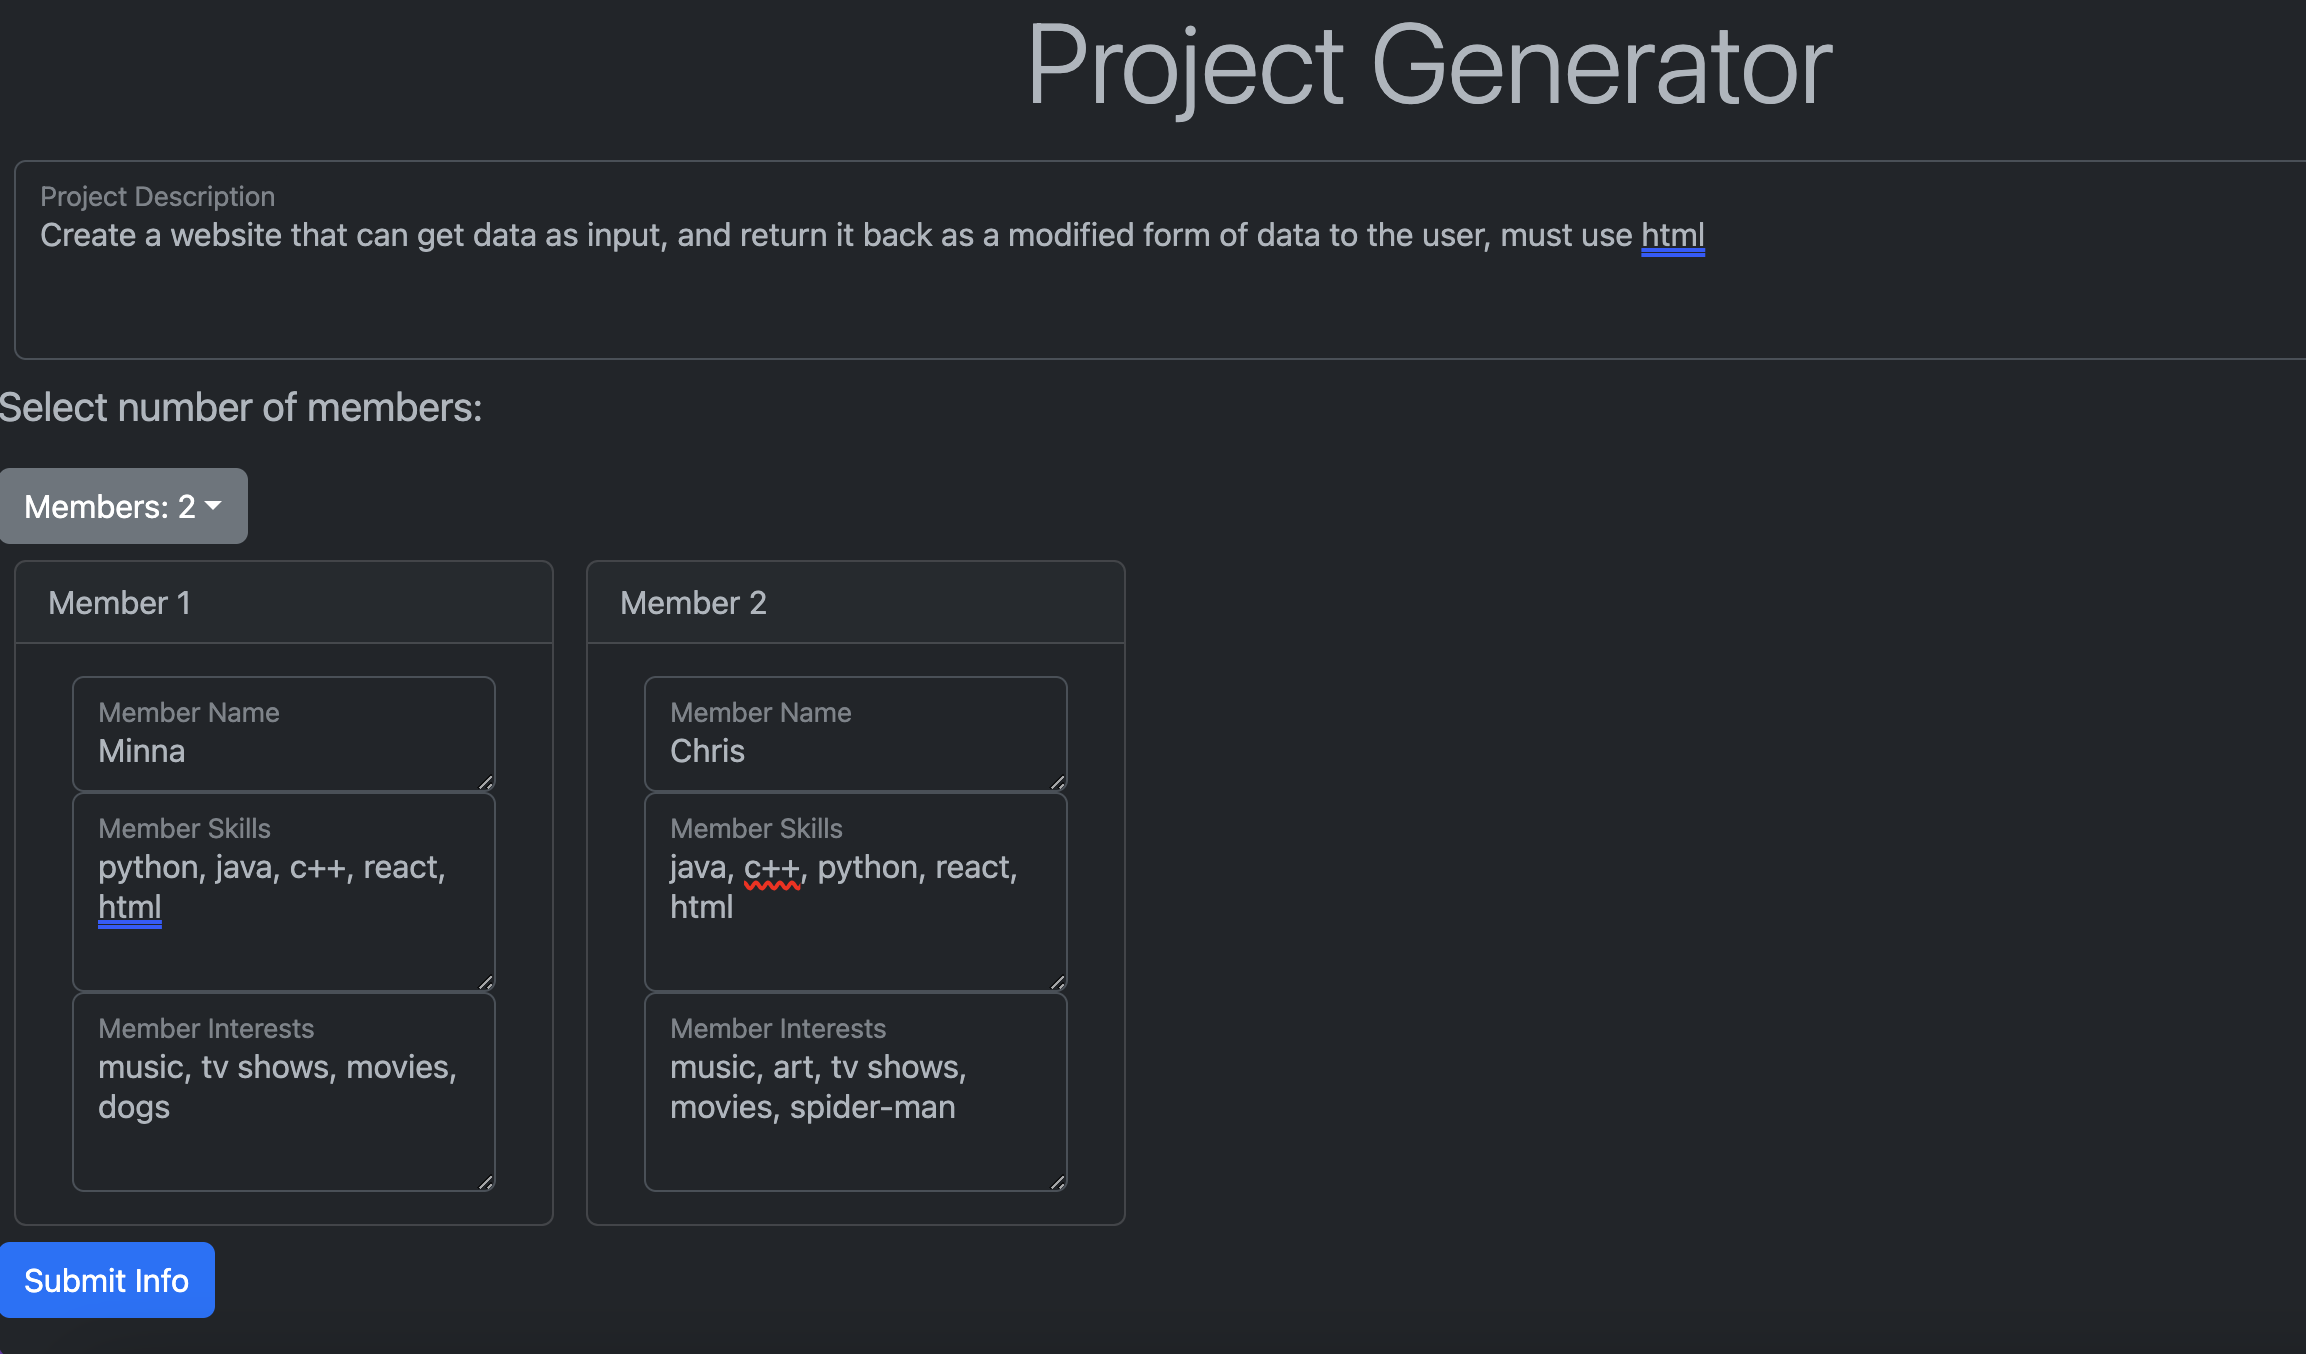 Project Generator
Project Description
Create a website that can get data as input, and return it back as a modified form of data to the user, must use html
Select number of members:
Members: 2
Member 1
Member Name
Minna
Member Skills
python, java, c++, react,
html
Member Interests
music, tv shows, movies,
dogs
Member 2
Member Name
Chris
Member Skills
java, c++, python, react,
html
Member Interests
music, art, tv shows,
movies, spider-man
Submit Info